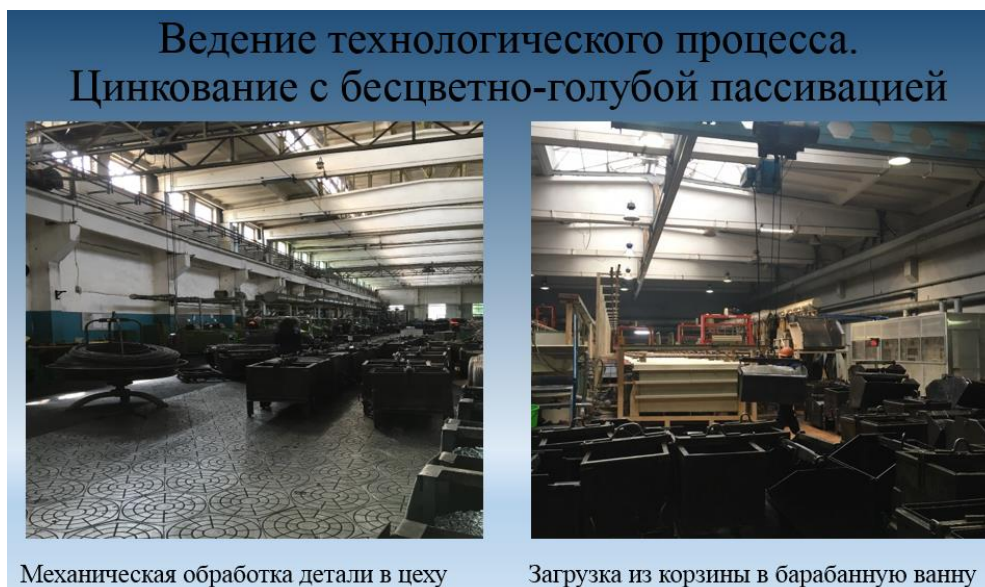 Ведение технологического процесса.
Цинкование с бесцветно-голубой пассивацией
Механическая обработка детали в цеху
Загрузка из корзины в барабанную ванну